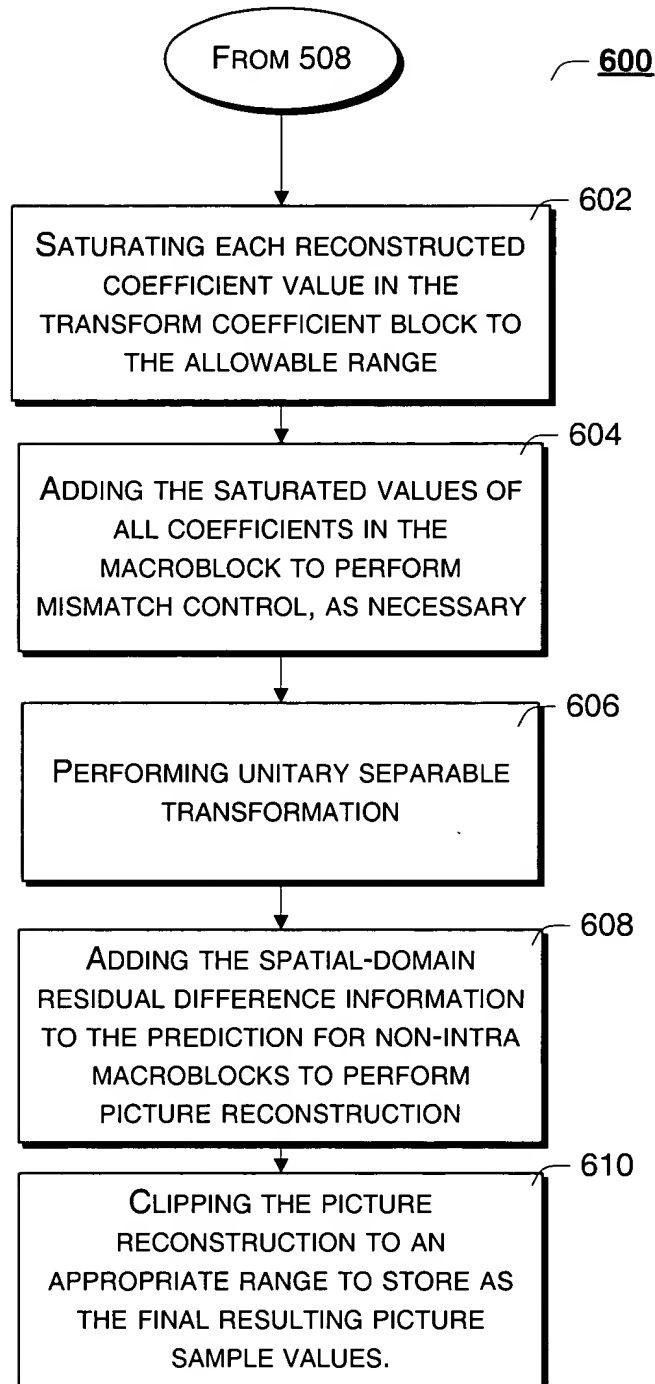 FROM 508
600
602
SATURATING EACH RECONSTRUCTED
COEFFICIENT VALUE IN THE
TRANSFORM COEFFICIENT BLOCK TO
THE ALLOWABLE RANGE
604
ADDING THE SATURATED VALUES OF
ALL COEFFICIENTS IN THE
MACROBLOCK TO PERFORM
MISMATCH CONTROL, AS NECESSARY
606
PERFORMING UNITARY SEPARABLE
TRANSFORMATION
608
ADDING THE SPATIAL-DOMAIN
RESIDUAL DIFFERENCE INFORMATION
TO THE PREDICTION FOR NON-INTRA
MACROBLOCKS TO PERFORM
PICTURE RECONSTRUCTION
610
CLIPPING THE PICTURE
RECONSTRUCTION TO AN
APPROPRIATE RANGE TO STORE AS
THE FINAL RESULTING PICTURE
SAMPLE VALUES.